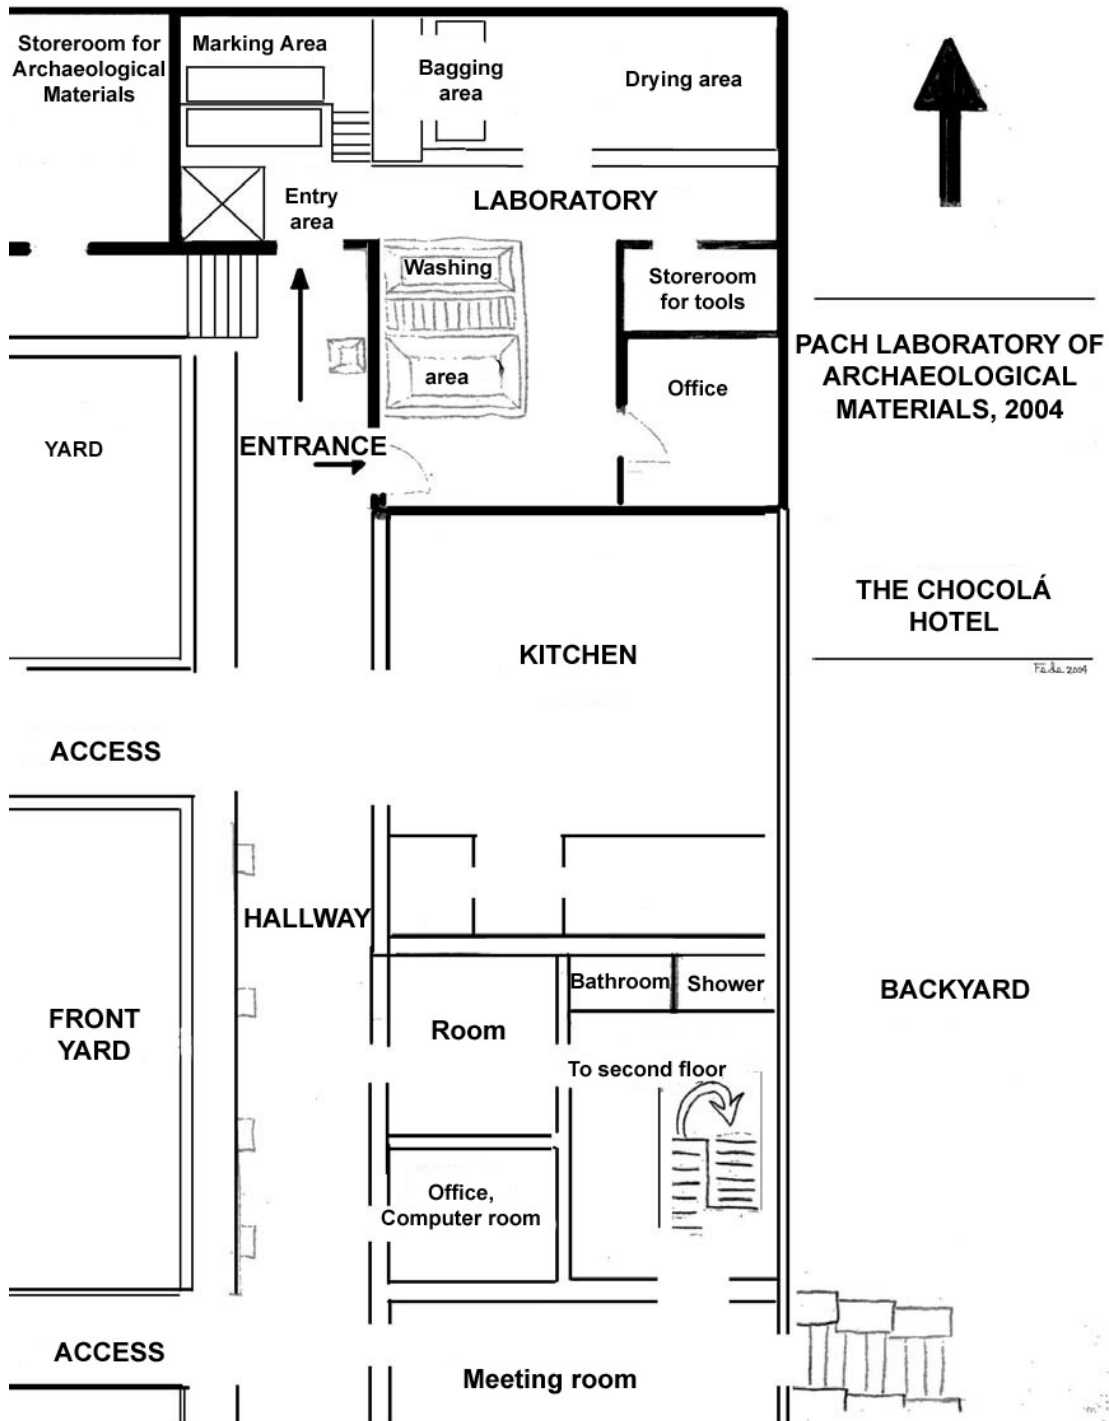 Storeroom for
Archaeological
Materials
Marking Area
Bagging
area
Drying area
Entry
area
LABORATORY
Washing
area
Storeroom
for tools
Office
PACH LABORATORY OF
ARCHAEOLOGICAL
MATERIALS, 2004
YARD
ENTRANCE
THE CHOCOLÁ
HOTEL
KITCHEN
ACCESS
HALLWAY
Bathroom
Shower
BACKYARD
FRONT
YARD
Room
To second floor
Office,
Computer room
ACCESS
Meeting room